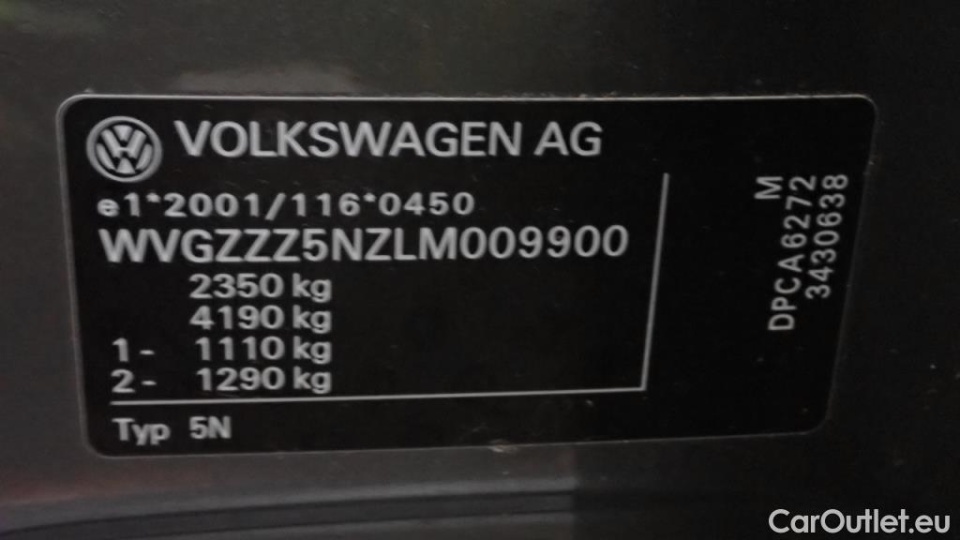 VOLKSWAGEN AG
e1*2001/116*0450
WVGZZZ5NZLM009900
2350 kg
4190 kg
1- 1110 kg
2- 1290 kg
Typ 5N
M
DPCA6272
3430638
CarOutlet.eu